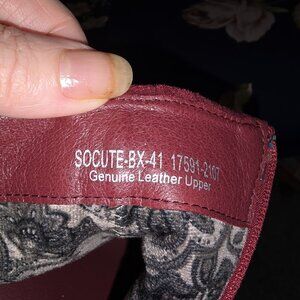 SOCUTE-BX-41 17591-2107
Genuine Leather Upper